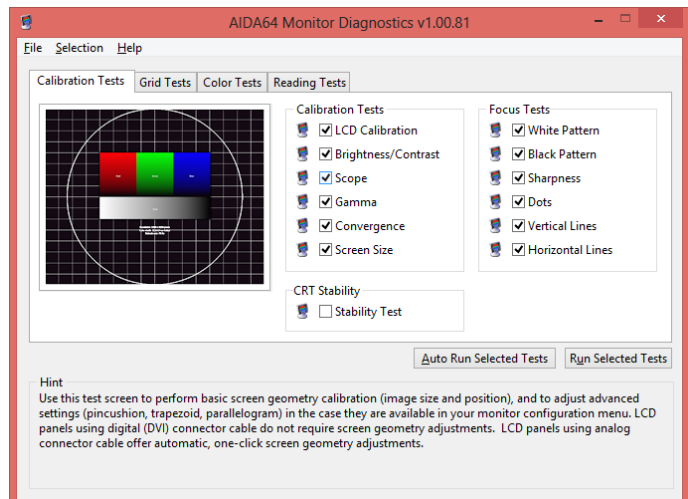 AIDA64 Monitor Diagnostics v1.00.81
File Selection Help
Calibration Tests Grid Tests Color Tests Reading Tests
Calibration Tests
LCD Calibration
Brightness/Contrast
Scope
Gamma
Convergence
Screen Size
Focus Tests
White Pattern
Black Pattern
Sharpness
Dots
Vertical Lines
Horizontal Lines
CRT Stability
Stability Test
Auto Run Selected Tests Run Selected Tests
Hint
Use this test screen to perform basic screen geometry calibration (image size and position), and to adjust advanced
settings (pincushion, trapezoid, parallelogram) in the case they are available in your monitor configuration menu. LCD
panels using digital (DVI) connector cable do not require screen geometry adjustments. LCD panels using analog
connector cable offer automatic, one-click screen geometry adjustments.